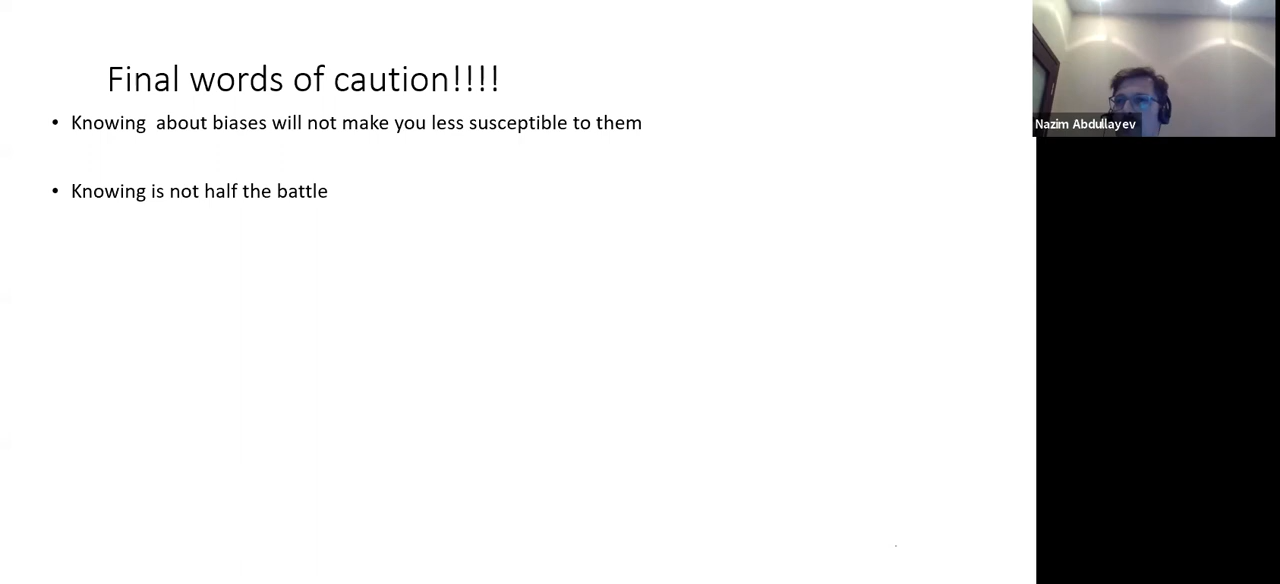 Final words of caution!!!!
• Knowing  about biases will not make you less susceptible to them
• Knowing is not half the battle
Nazim Abdullayev